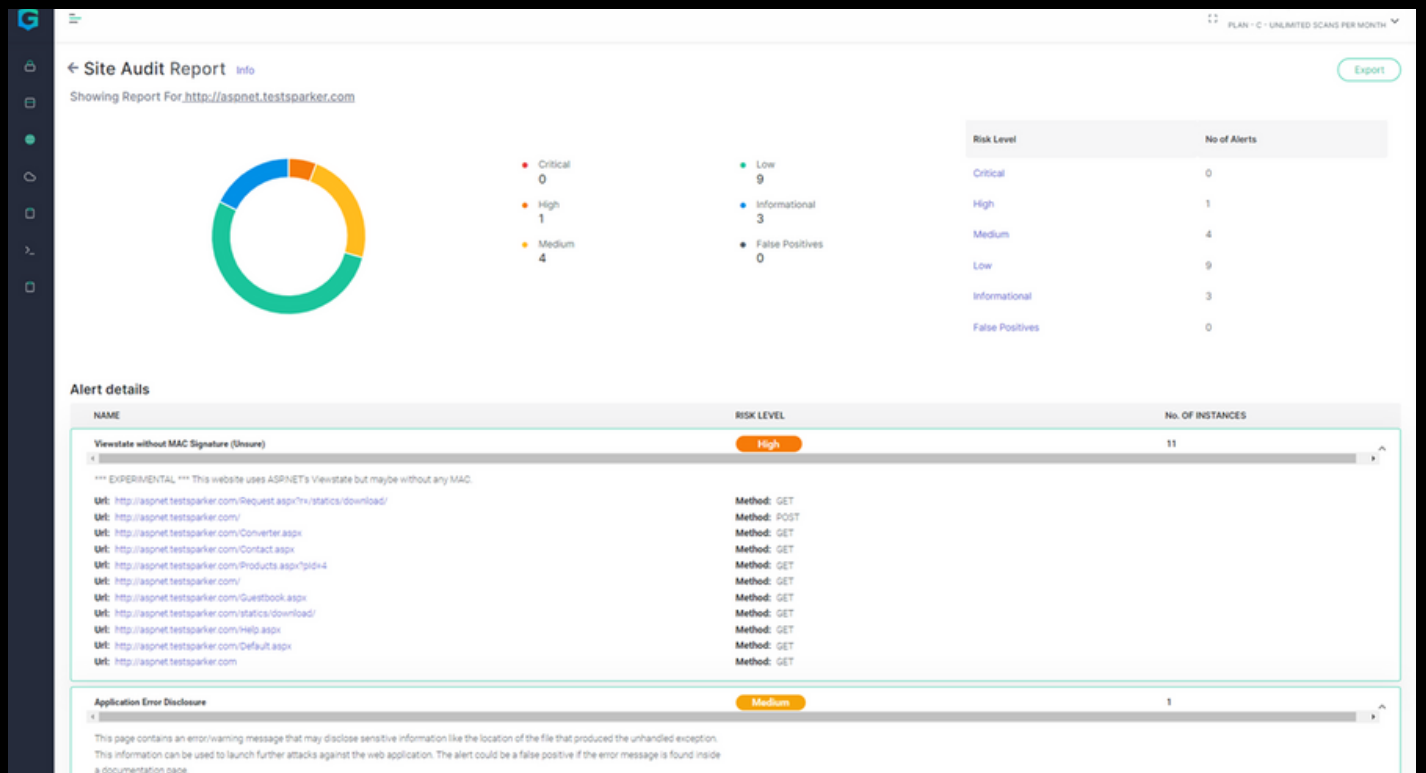 G
PLAN - C - UNLIMITED SCANS PER MONTH
← Site Audit Report Info
Export
Showing Report For http://aspnet.testsparker.com
Critical
0
High
1
Medium
4
Low
9
Informational
3
False Positives
0
Risk Level No of Alerts
Critical 0
High 1
Medium 4
Low 9
Informational 3
False Positives 0
Alert details
NAME RISK LEVEL No. OF INSTANCES
Viewstate without MAC Signature (Unsure) High 11
*** EXPERIMENTAL *** This website uses ASP.NET's Viewstate but maybe without any MAC.
Url: http://aspnet.testsparker.com/Request.aspx?r=/statics/download/ Method: GET
Url: http://aspnet.testsparker.com/ Method: POST
Url: http://aspnet.testsparker.com/Converter.aspx Method: GET
Url: http://aspnet.testsparker.com/Contact.aspx Method: GET
Url: http://aspnet.testsparker.com/Products.aspx?pId=4 Method: GET
Url: http://aspnet.testsparker.com/ Method: GET
Url: http://aspnet.testsparker.com/Guestbook.aspx Method: GET
Url: http://aspnet.testsparker.com/statics/download/ Method: GET
Url: http://aspnet.testsparker.com/Help.aspx Method: GET
Url: http://aspnet.testsparker.com/Default.aspx Method: GET
Url: http://aspnet.testsparker.com Method: GET
Application Error Disclosure Medium 1
This page contains an error/warning message that may disclose sensitive information like the location of the file that produced the unhandled exception.
This information can be used to launch further attacks against the web application. The alert could be a false positive if the error message is found inside
a documentation page.